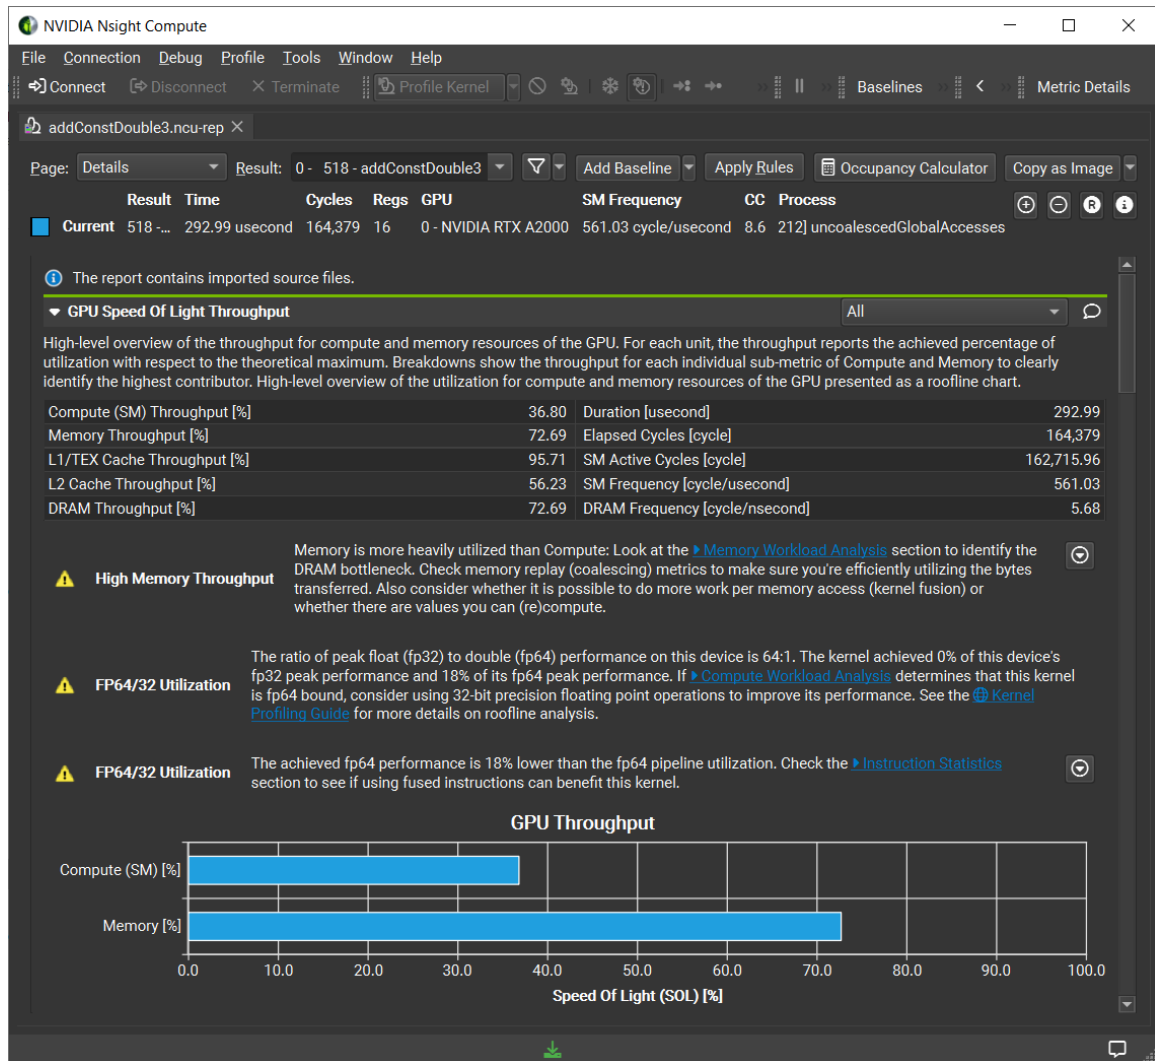 NVIDIA Nsight Compute
File Connection Debug Profile Tools Window Help
Connect Disconnect Terminate Profile Kernel Baselines Metric Details
addConstDouble3.ncu-rep
Page: Details Result: 0 - 518 - addConstDouble3 Add Baseline Apply Rules Occupancy Calculator Copy as Image
Result Time Cycles Regs GPU SM Frequency CC Process
Current 518 -... 292.99 usecond 164,379 16 0 - NVIDIA RTX A2000 561.03 cycle/usecond 8.6 212] uncoalescedGlobalAccesses
The report contains imported source files.
GPU Speed Of Light Throughput All
High-level overview of the throughput for compute and memory resources of the GPU. For each unit, the throughput reports the achieved percentage of
utilization with respect to the theoretical maximum. Breakdowns show the throughput for each individual sub-metric of Compute and Memory to clearly
identify the highest contributor. High-level overview of the utilization for compute and memory resources of the GPU presented as a roofline chart.
Compute (SM) Throughput [%] 36.80 Duration [usecond] 292.99
Memory Throughput [%] 72.69 Elapsed Cycles [cycle] 164,379
L1/TEX Cache Throughput [%] 95.71 SM Active Cycles [cycle] 162,715.96
L2 Cache Throughput [%] 56.23 SM Frequency [cycle/usecond] 561.03
DRAM Throughput [%] 72.69 DRAM Frequency [cycle/nsecond] 5.68
High Memory Throughput
Memory is more heavily utilized than Compute: Look at the Memory Workload Analysis section to identify the
DRAM bottleneck. Check memory replay (coalescing) metrics to make sure you're efficiently utilizing the bytes
transferred. Also consider whether it is possible to do more work per memory access (kernel fusion) or
whether there are values you can (re)compute.
FP64/32 Utilization
The ratio of peak float (fp32) to double (fp64) performance on this device is 64:1. The kernel achieved 0% of this device's
fp32 peak performance and 18% of its fp64 peak performance. If Compute Workload Analysis determines that this kernel
is fp64 bound, consider using 32-bit precision floating point operations to improve its performance. See the Kernel
Profiling Guide for more details on roofline analysis.
FP64/32 Utilization
The achieved fp64 performance is 18% lower than the fp64 pipeline utilization. Check the Instruction Statistics
section to see if using fused instructions can benefit this kernel.
GPU Throughput
Compute (SM) [%]
Memory [%]
0.0 10.0 20.0 30.0 40.0 50.0 60.0 70.0 80.0 90.0 100.0
Speed Of Light (SOL) [%]